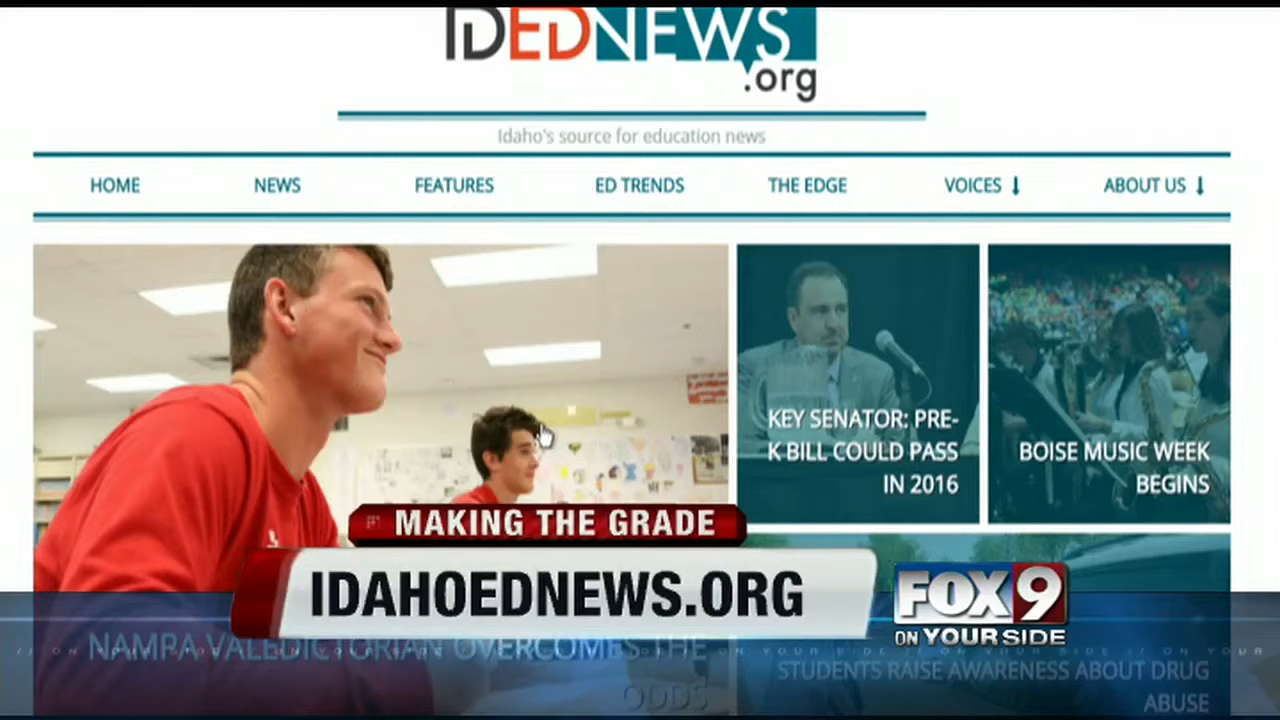 IDEDNEWS
.org
Idaho's source for education news
HOME NEWS FEATURES ED TRENDS THE EDGE VOICES ABOUT US
KEY SENATOR: PRE-
K BILL COULD PASS
IN 2016
BOISE MUSIC WEEK
BEGINS
MAKING THE GRADE
IDAHOEDNEWS.ORG
FOX 9
ON YOUR SIDE
NAMPA VALEDICTORIAN OVERCOMES THE
ODDS
STUDENTS RAISE AWARENESS ABOUT DRUG
ABUSE